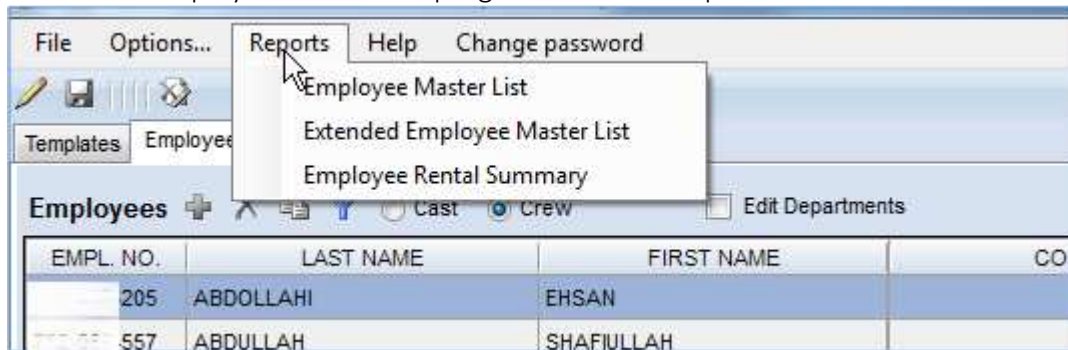 File Options... Reports Help Change password
Employee Master List
Extended Employee Master List
Employee Rental Summary
Templates
Employees Cast Crew Edit Departments
EMPL. NO. LAST NAME FIRST NAME CO
205 ABDOLLAHI EHSAN
557 ABDULLAH SHAFIULLAH